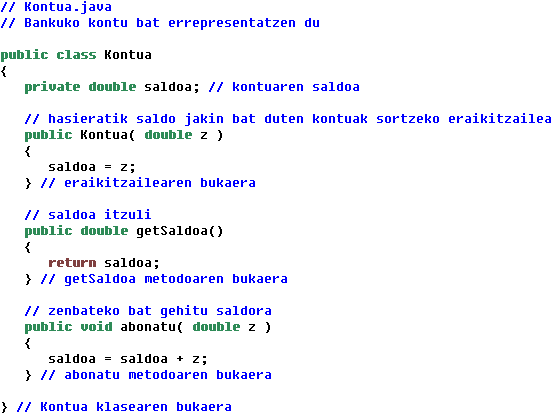 // Kontua.java
// Bankuko kontu bat errepresentatzen du
public class Kontua
{
private double saldoa; // kontuaren saldoa
// hasieratik saldo jakin bat duten kontuak sortzeko eraikitzailea
public Kontua( double z )
{
saldoa = z;
} // eraikitzailearen bukaera
// saldoa itzuli
public double getSaldoa()
{
return saldoa;
} // getSaldoa metodoaren bukaera
// zenbateko bat gehitu saldora
public void abonatu( double z )
{
saldoa = saldoa + z;
} // abonatu metodoaren bukaera
} // Kontua klasearen bukaera